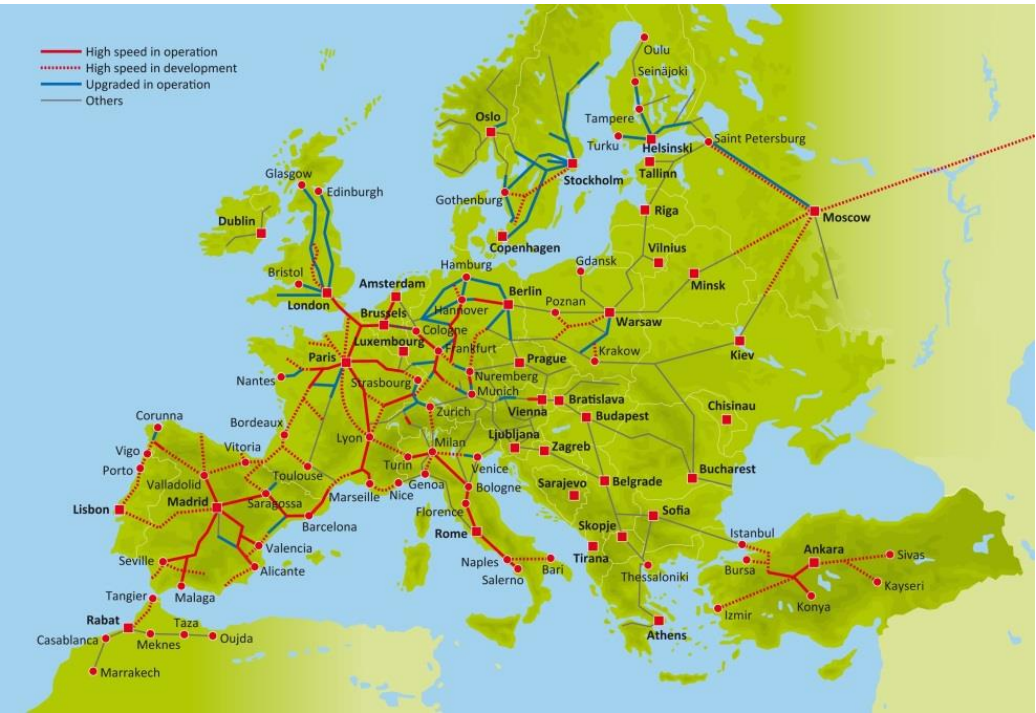 High speed in operation
High speed in development
Upgraded in operation
Others
Oulu
Seinäjoki
Oslo
Tampere
Turku
Helsinski
Saint Petersburg
Tallinn
Stockholm
Glasgow
Edinburgh
Gothenburg
Riga
Moscow
Dublin
Copenhagen
Vilnius
Minsk
Bristol
Hamburg
Gdansk
Amsterdam
Berlin
London
Hannover
Poznan
Brussels
Warsaw
Cologne
Luxembourg
Frankfurt
Krakow
Kiev
Paris
Prague
Nantes
Strasbourg
Nuremberg
Munich
Vienna
Bratislava
Chisinau
Zurich
Budapest
Corunna
Bordeaux
Lyon
Milan
Ljubljana
Zagreb
Vigo
Vitoria
Turin
Venice
Porto
Toulouse
Genoa
Bologne
Bucharest
Valladolid
Marseille
Nice
Sarajevo
Belgrade
Madrid
Saragossa
Florence
Lisbon
Barcelona
Rome
Skopje
Sofia
Istanbul
Valencia
Ankara
Sivas
Seville
Alicante
Naples
Bari
Tirana
Bursa
Salerno
Thessaloniki
Kayseri
Tangier
Malaga
Konya
Izmir
Rabat
Taza
Athens
Casablanca
Meknes
Oujda
Marrakech